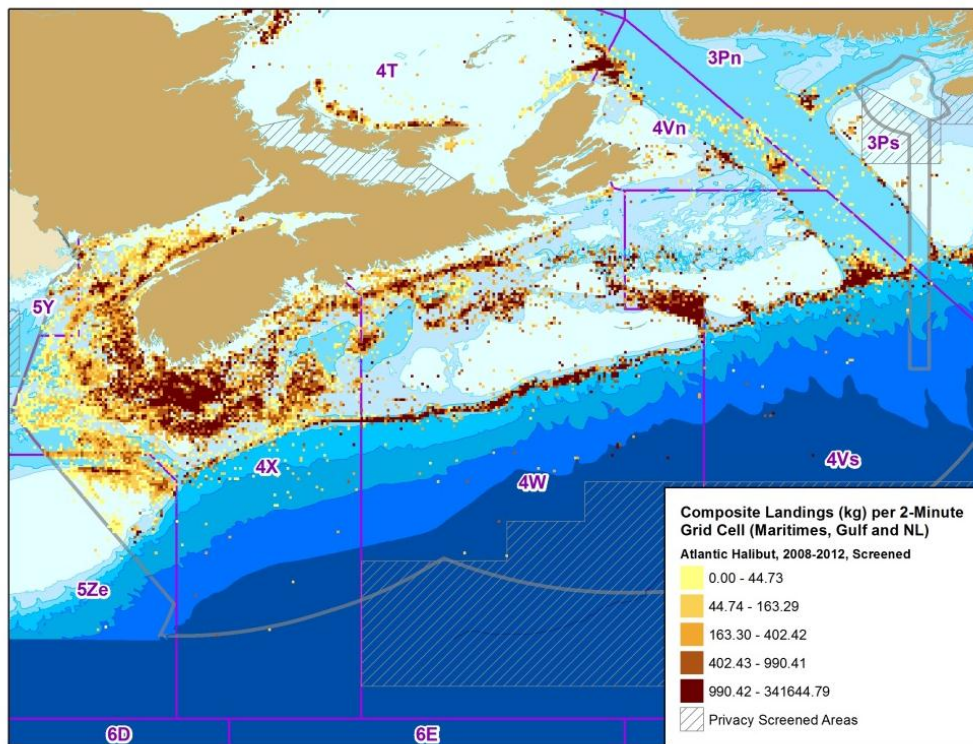 4T
3Pn
4Vn
3Ps
5Y
4X
4W
4Vs
5Ze
6D
6E
Composite Landings (kg) per 2-Minute
Grid Cell (Maritimes, Gulf and NL)
Atlantic Halibut, 2008-2012, Screened
0.00 - 44.73
44.74 - 163.29
163.30 - 402.42
402.43 - 990.41
990.42 - 341644.79
Privacy Screened Areas